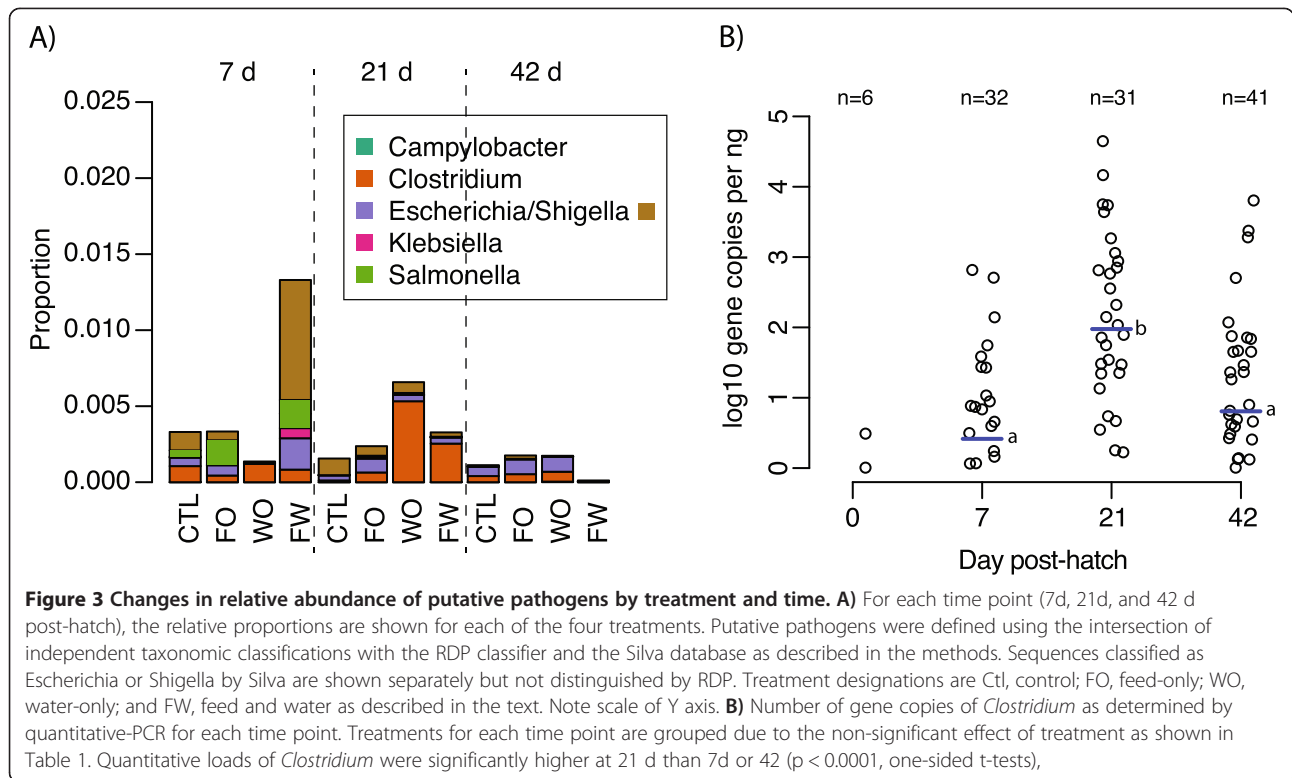 A)
7 d 21 d 42 d
0.025
0.020
0.015
0.010
0.005
0.000
Proportion
Campylobacter
Clostridium
Escherichia/Shigella
Klebsiella
Salmonella
CTL FO WO FW CTL FO WO FW CTL FO WO FW
B)
n=6 n=32 n=31 n=41
5
4
3
2
1
0
log10 gene copies per ng
a
b
a
0 7 21 42
Day post-hatch
Figure 3 Changes in relative abundance of putative pathogens by treatment and time. A) For each time point (7d, 21d, and 42 d
post-hatch), the relative proportions are shown for each of the four treatments. Putative pathogens were defined using the intersection of
independent taxonomic classifications with the RDP classifier and the Silva database as described in the methods. Sequences classified as
Escherichia or Shigella by Silva are shown separately but not distinguished by RDP. Treatment designations are Ctl, control; FO, feed-only; WO,
water-only; and FW, feed and water as described in the text. Note scale of Y axis. B) Number of gene copies of Clostridium as determined by
quantitative-PCR for each time point. Treatments for each time point are grouped due to the non-significant effect of treatment as shown in
Table 1. Quantitative loads of Clostridium were significantly higher at 21 d than 7d or 42 (p < 0.0001, one-sided t-tests),